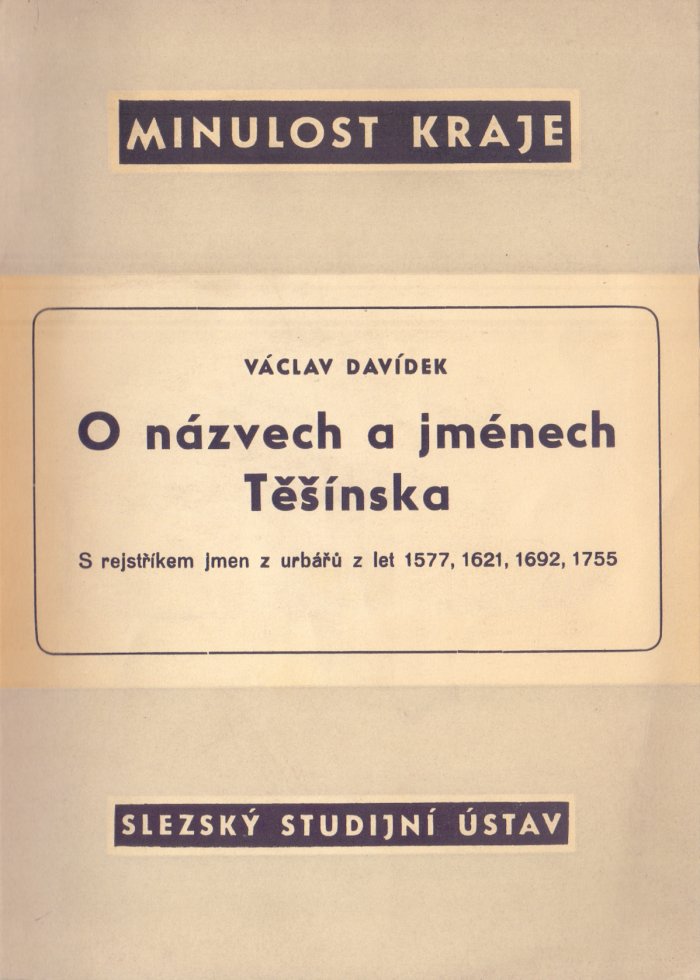 MINULOST KRAJE
VÁCLAV DAVÍDEK
O názvech a jménech
Těšínska
S rejstříkem jmen z urbářů z let 1577, 1621, 1692, 1755
SLEZSKÝ STUDIJNÍ ÚSTAV